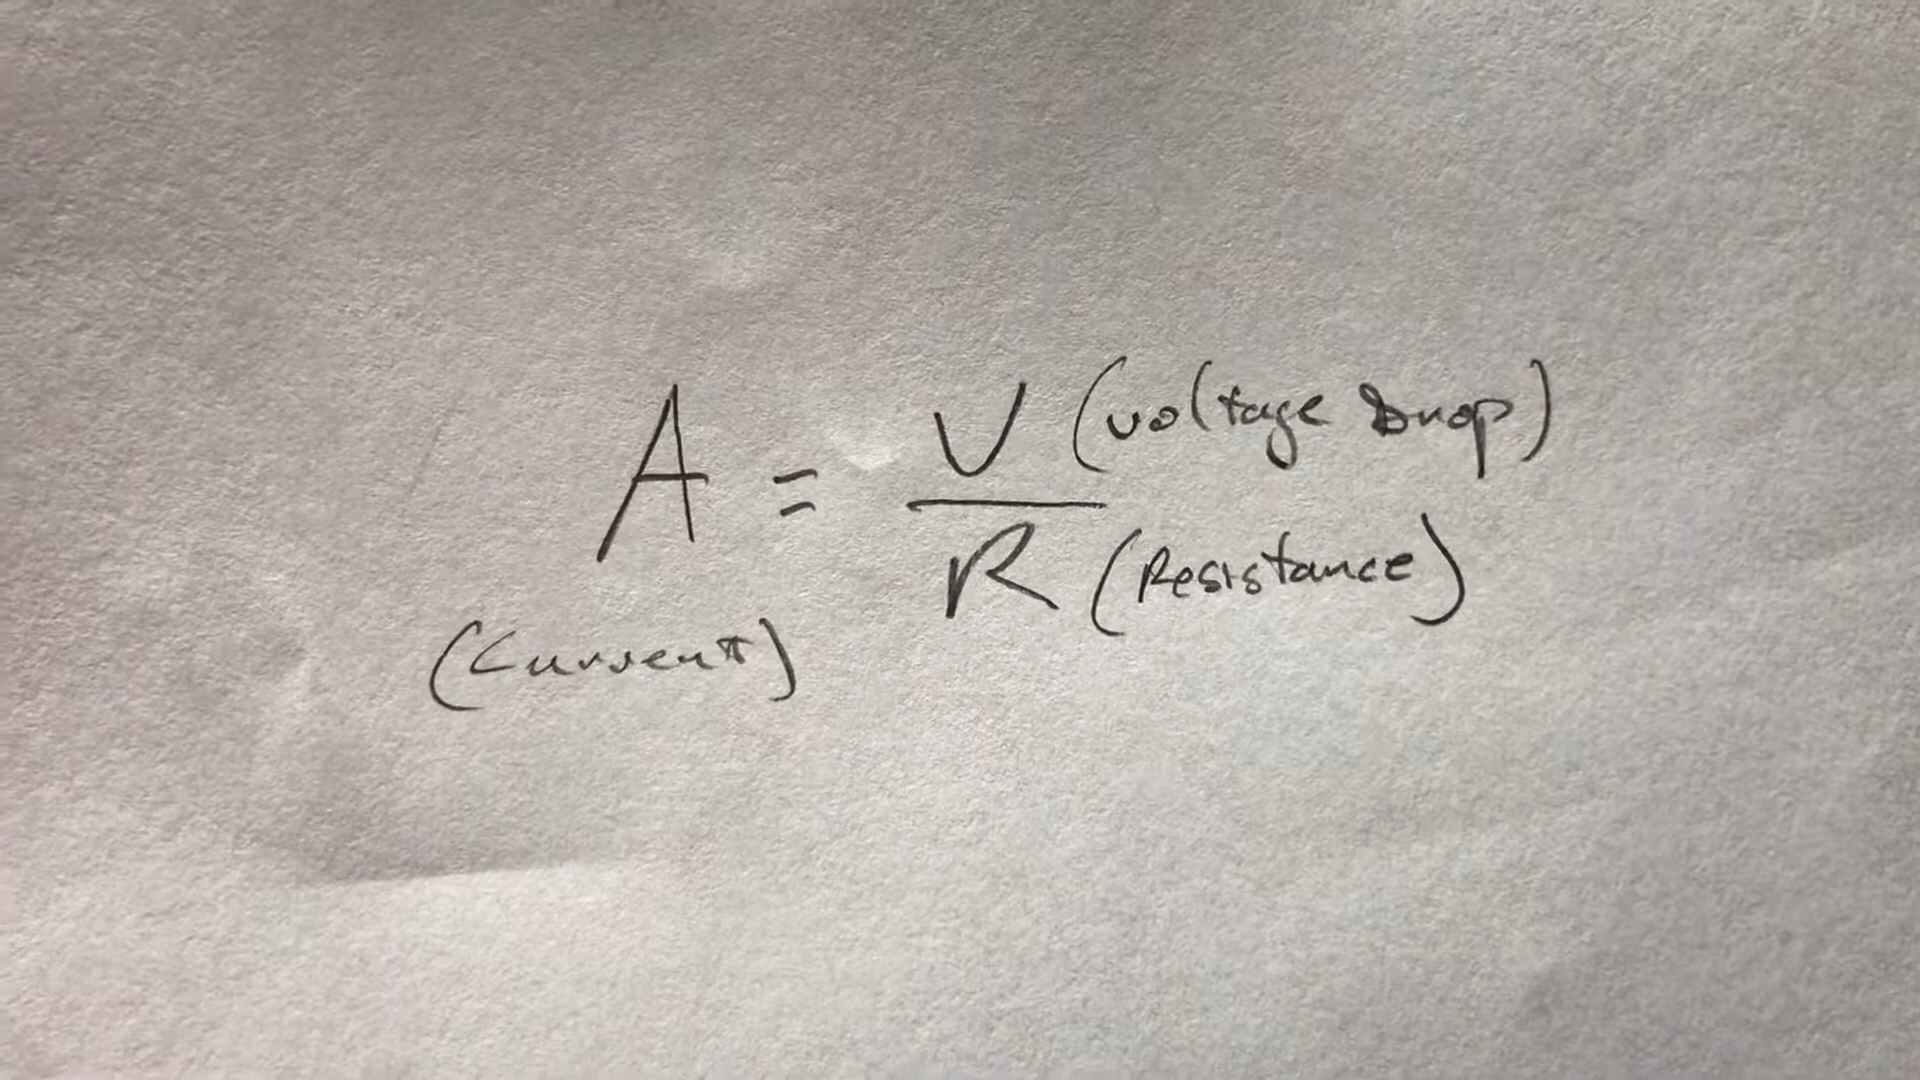 A = V (voltage Drop)
R (Resistance)
(Current)